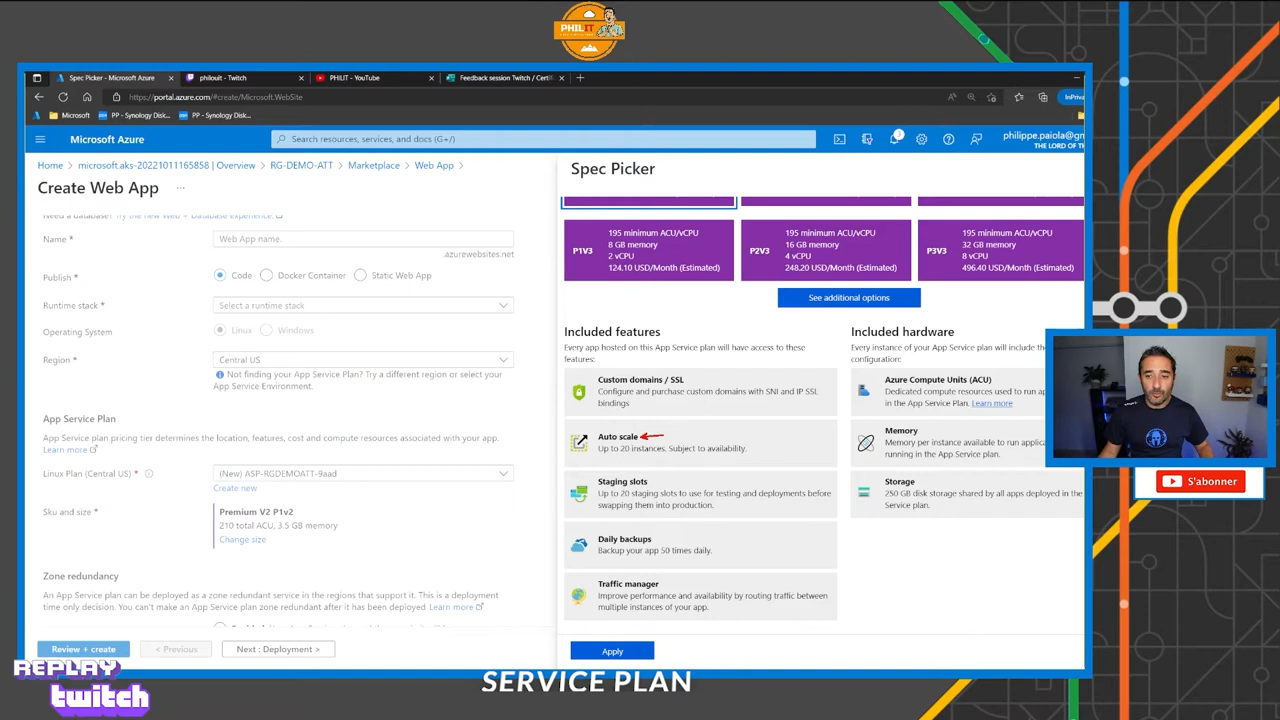 PHILIT
Spec Picker - Microsoft Azure
philouit - Twitch
PHILIT - YouTube
Feedback session Twitch / Certif
https://portal.azure.com/#create/Microsoft.WebSite
InPriva
Microsoft
PP - Synology Disk...
PP - Synology Disk...
Microsoft Azure
Search resources, services, and docs (G+/)
philippe.paiola@gm
THE LORD OF T
Home
microsoft.aks-20221011165858 | Overview
RG-DEMO-ATT
Marketplace
Web App
Create Web App
...
Need a database? Try the new Web + Database experience.
Name *
Web App name.
.azurewebsites.net
Publish *
Code
Docker Container
Static Web App
Runtime stack *
Select a runtime stack
Operating System
Linux
Windows
Region *
Central US
Not finding your App Service Plan? Try a different region or select your
App Service Environment.
App Service Plan
App Service plan pricing tier determines the location, features, cost and compute resources associated with your app.
Learn more
Linux Plan (Central US) *
(New) ASP-RGDEMOATT-9aad
Create new
Sku and size *
Premium V2 P1v2
210 total ACU, 3.5 GB memory
Change size
Zone redundancy
An App Service plan can be deployed as a zone redundant service in the regions that support it. This is a deployment
time only decision. You can't make an App Service plan zone redundant after it has been deployed Learn more
Review + create
< Previous
Next : Deployment >
Spec Picker
P1V3
195 minimum ACU/vCPU
8 GB memory
2 vCPU
124.10 USD/Month (Estimated)
P2V3
195 minimum ACU/vCPU
16 GB memory
4 vCPU
248.20 USD/Month (Estimated)
P3V3
195 minimum ACU/vCPU
32 GB memory
8 vCPU
496.40 USD/Month (Estimated)
See additional options
Included features
Every app hosted on this App Service plan will have access to these
features:
Custom domains / SSL
Configure and purchase custom domains with SNI and IP SSL
bindings
Auto scale
Up to 20 instances. Subject to availability.
Staging slots
Up to 20 staging slots to use for testing and deployments before
swapping them into production.
Daily backups
Backup your app 50 times daily.
Traffic manager
Improve performance and availability by routing traffic between
multiple instances of your app.
Included hardware
Every instance of your App Service plan will include the
configuration:
Azure Compute Units (ACU)
Dedicated compute resources used to run ap
in the App Service Plan. Learn more
Memory
Memory per instance available to run applica
running in the App Service plan.
Storage
250 GB disk storage shared by all apps deployed in the
Service plan.
Apply
S'abonner
REPLAY
twitch
SERVICE PLAN